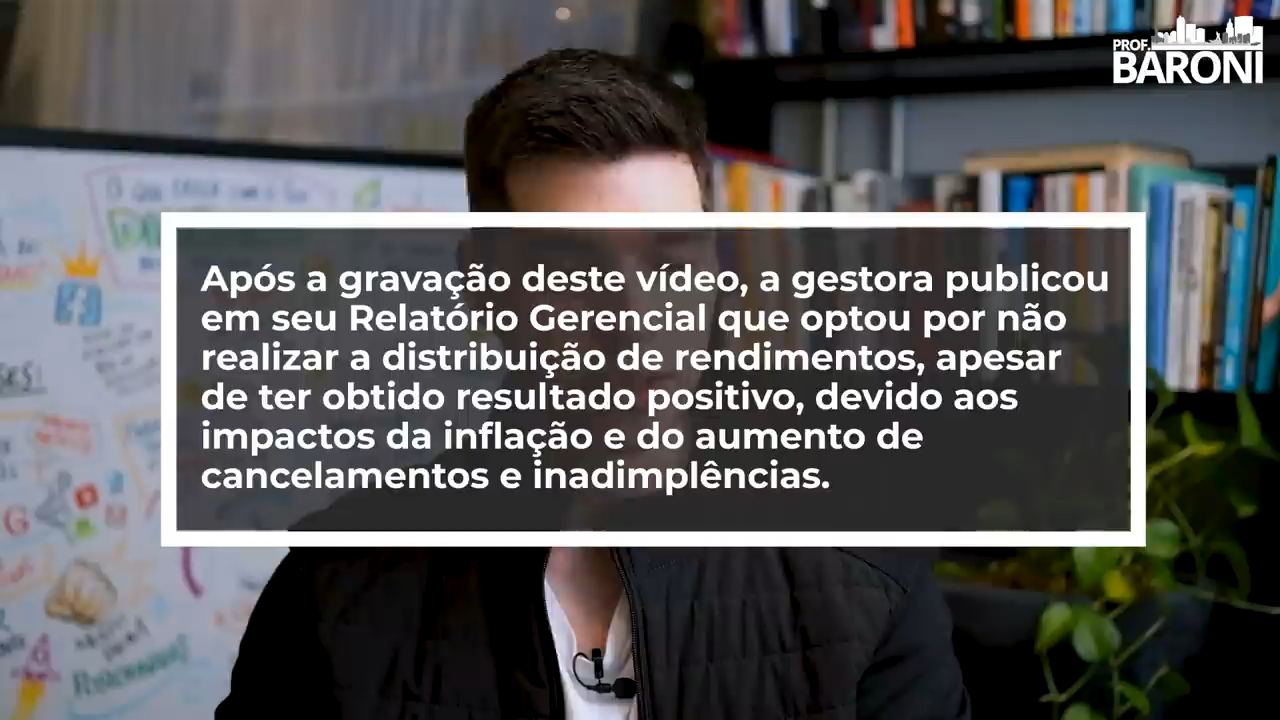 PROF.
BARONI
Após a gravação deste vídeo, a gestora publicou
em seu Relatório Gerencial que optou por não
realizar a distribuição de rendimentos, apesar
de ter obtido resultado positivo, devido aos
impactos da inflação e do aumento de
cancelamentos e inadimplências.